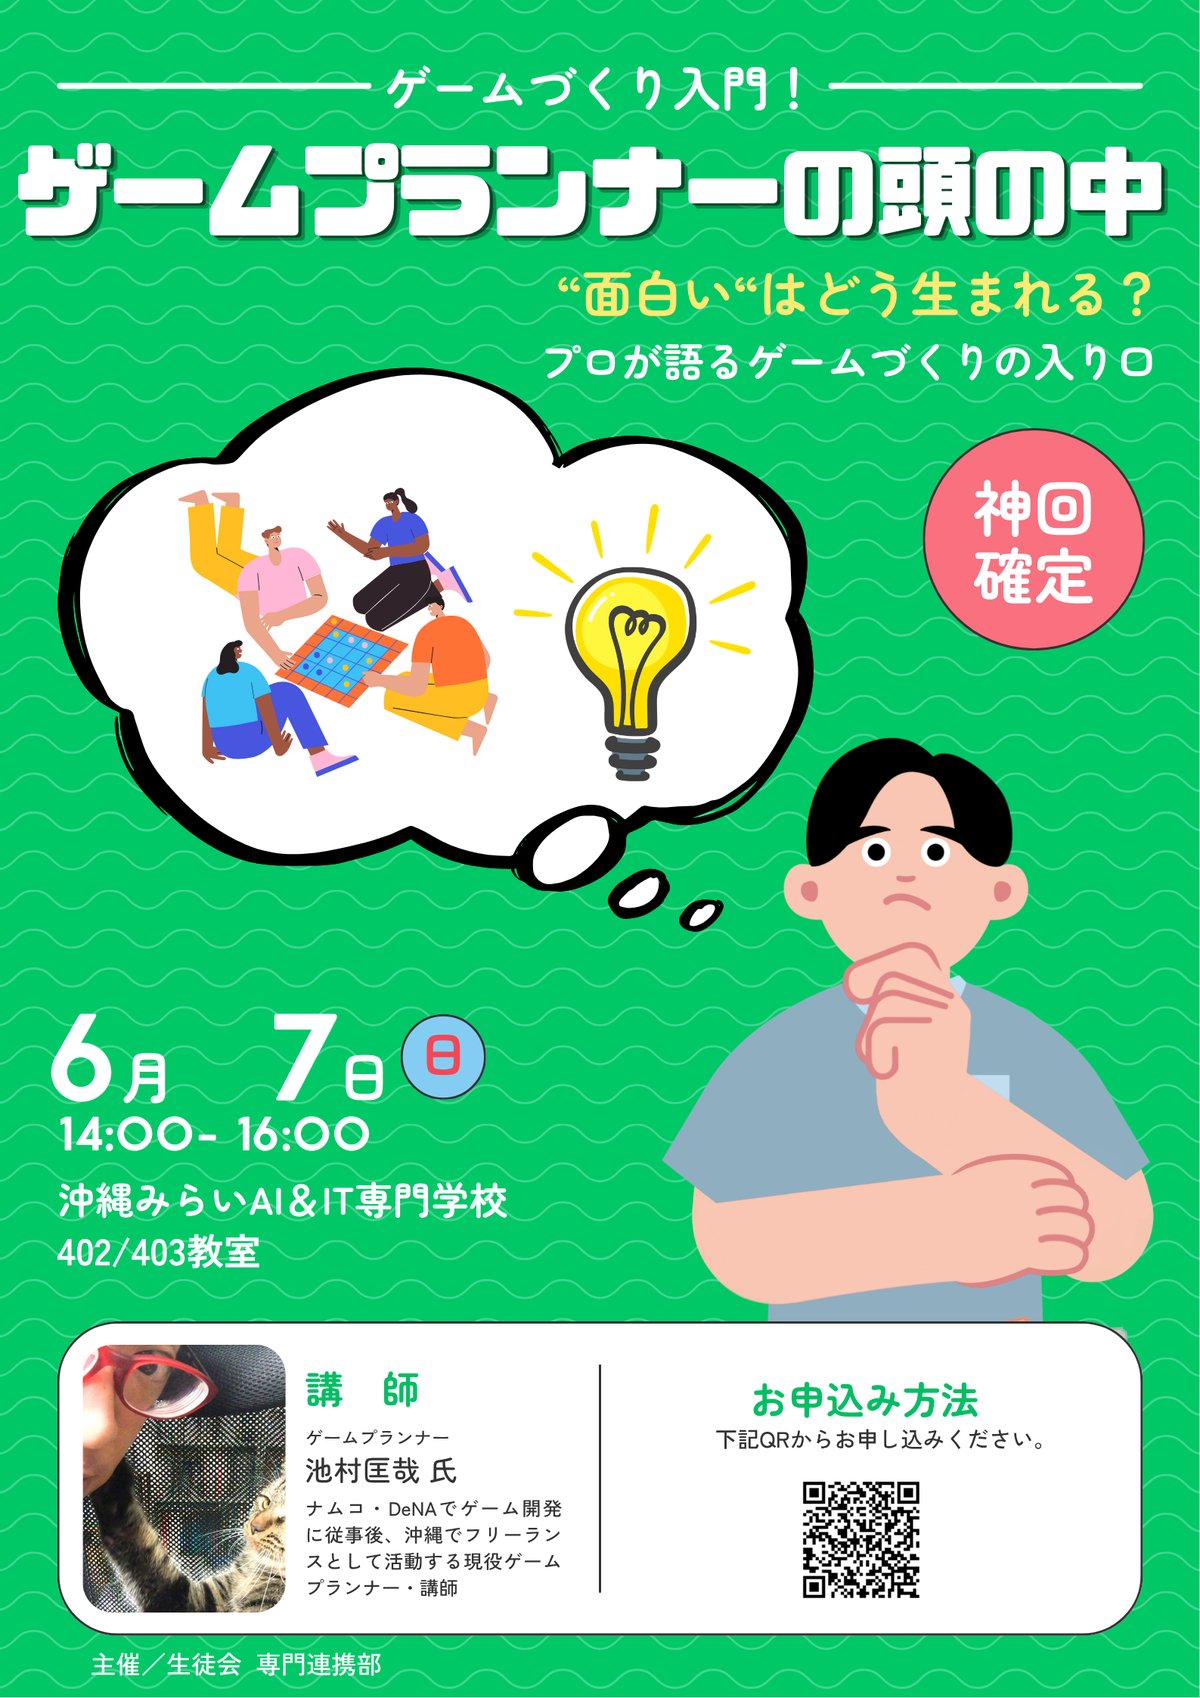 ゲームづくり入門！
ゲームプランナーの頭の中
“面白い“はどう生まれる？
プロが語るゲームづくりの入り口
神回
確定
6月 7日 日
14:00- 16:00
沖縄みらいAI＆IT専門学校
402/403教室
講 師
ゲームプランナー
池村匡哉 氏
ナムコ・DeNAでゲーム開発
に従事後、沖縄でフリーラン
スとして活動する現役ゲーム
プランナー・講師
お申込み方法
下記QRからお申し込みください。
主催／生徒会 専門連携部